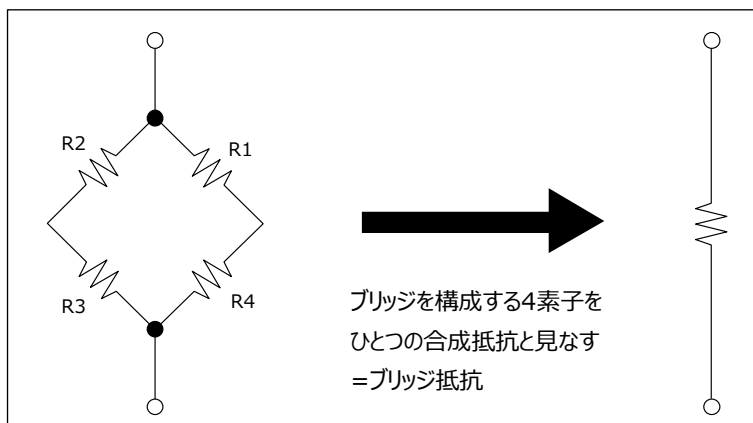 R2
R1
R3
R4
ブリッジを構成する4素子を
ひとつの合成抵抗と見なす
=ブリッジ抵抗